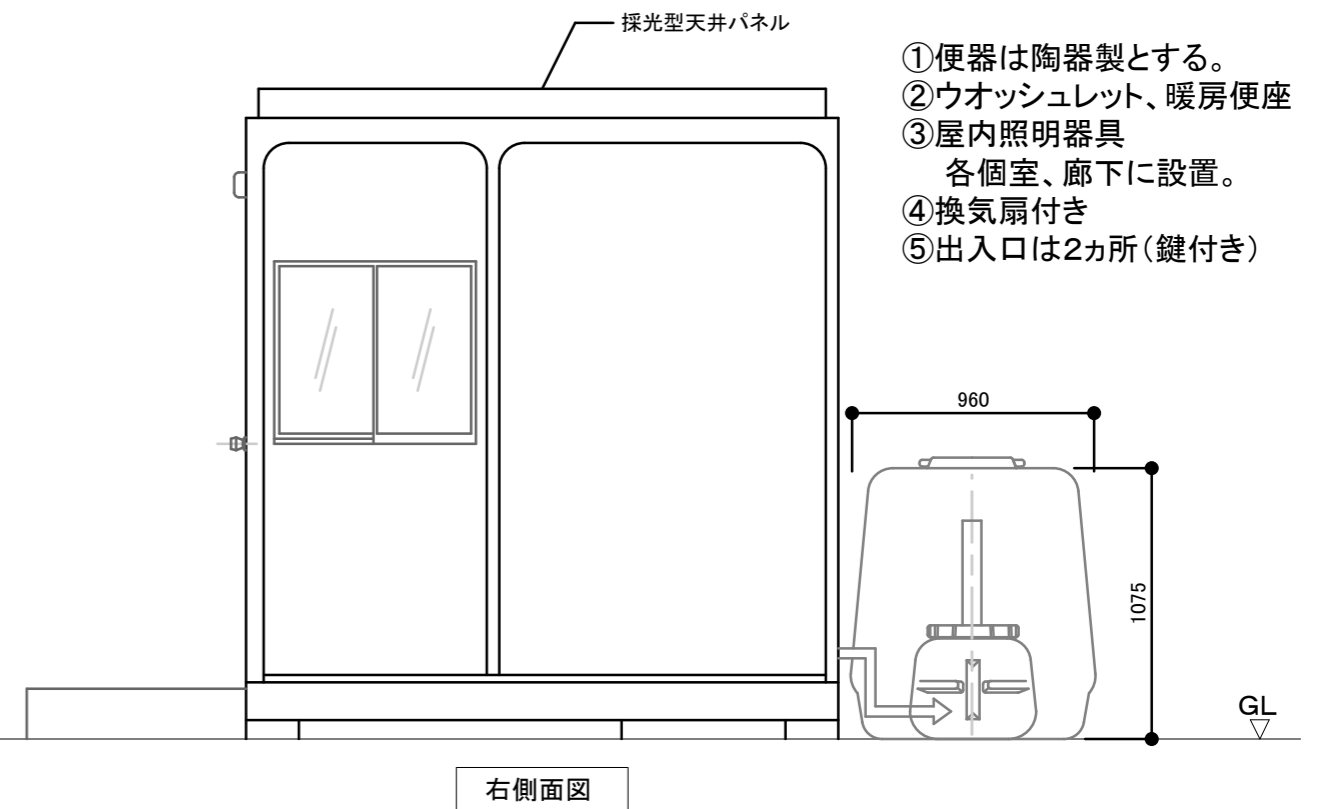 採光型天井パネル
①便器は陶器製とする。
②ウオッシュレット、暖房便座
③屋内照明器具
各個室、廊下に設置。
④換気扇付き
⑤出入口は2ヵ所(鍵付き)
960
1075
GL
右側面図